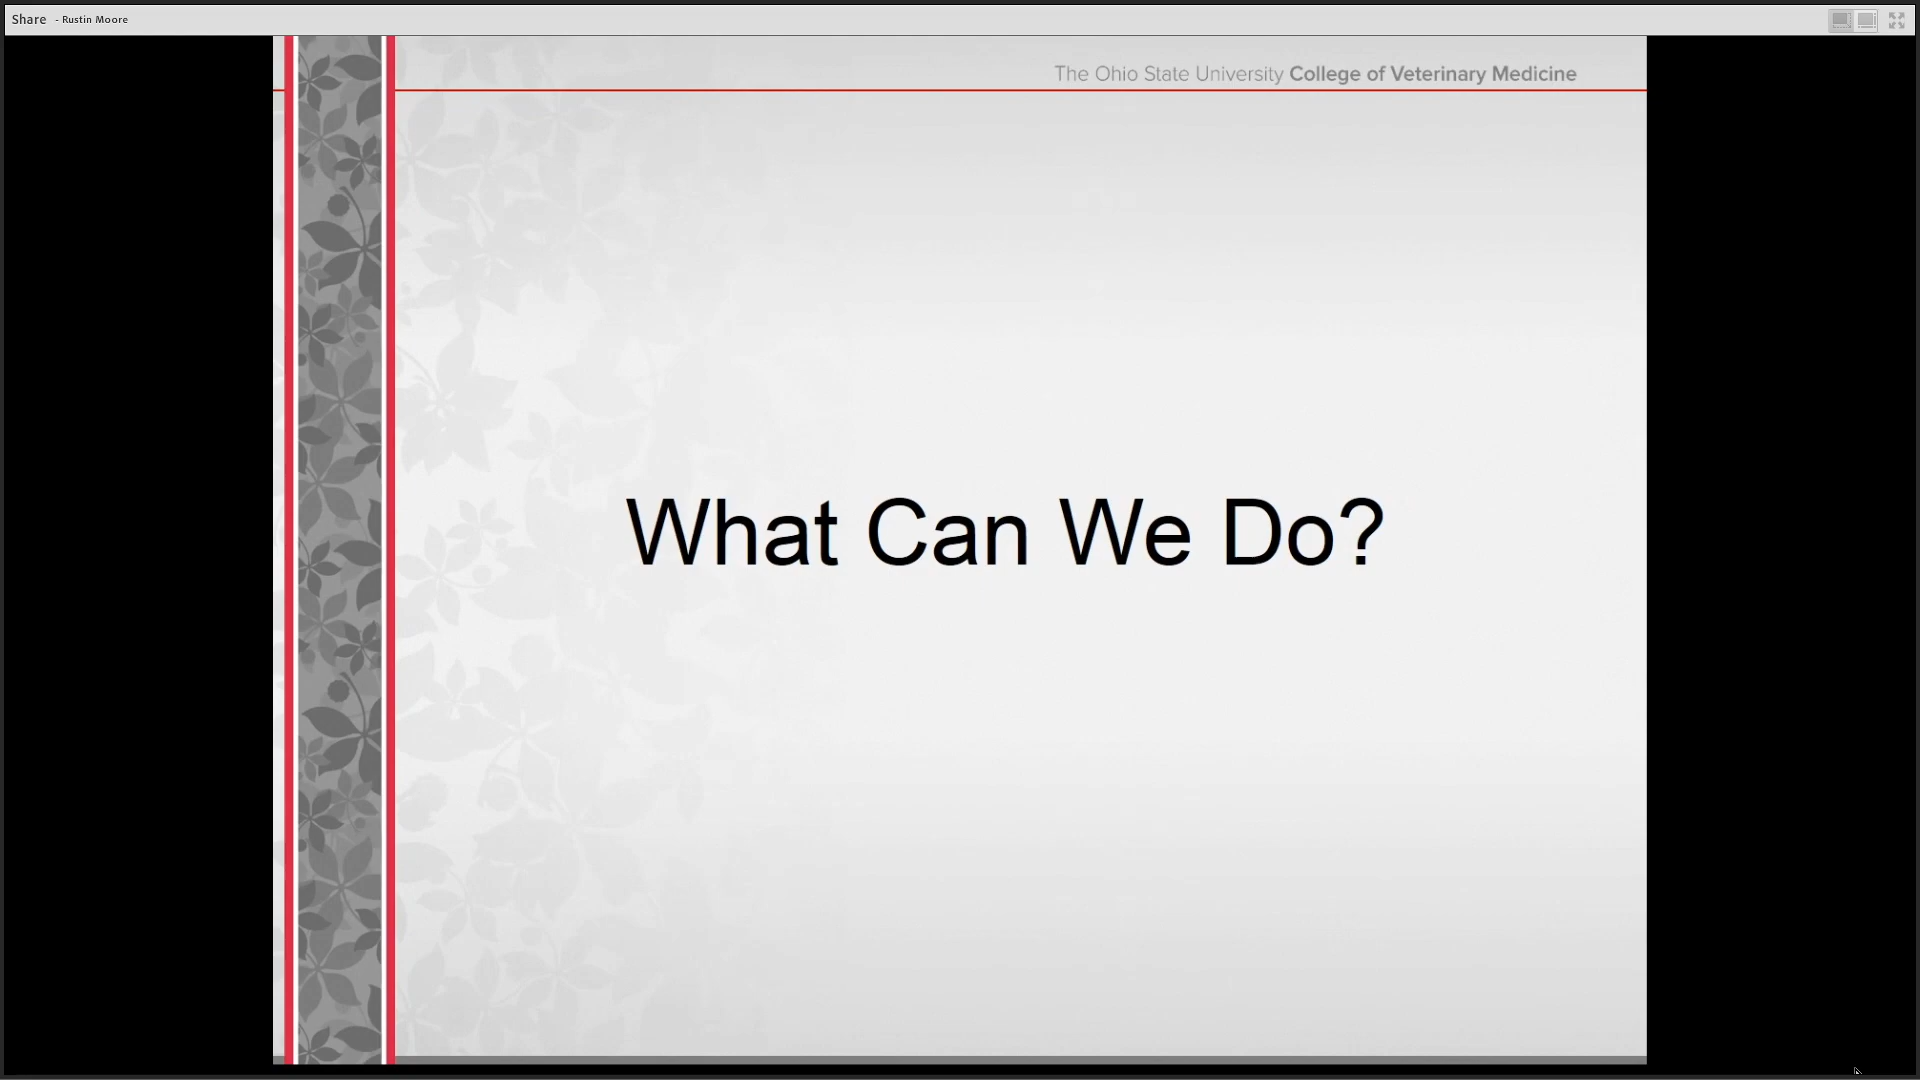 Share - Rustin Moore
The Ohio State University College of Veterinary Medicine
What Can We Do?